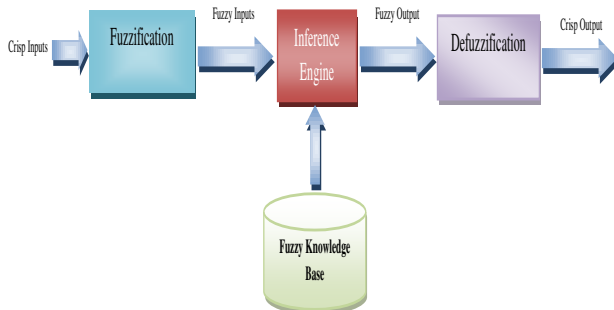 Crisp Inputs
Fuzzification
Fuzzy Inputs
Inference
Engine
Fuzzy Output
Defuzzification
Crisp Output
Fuzzy Knowledge
Base